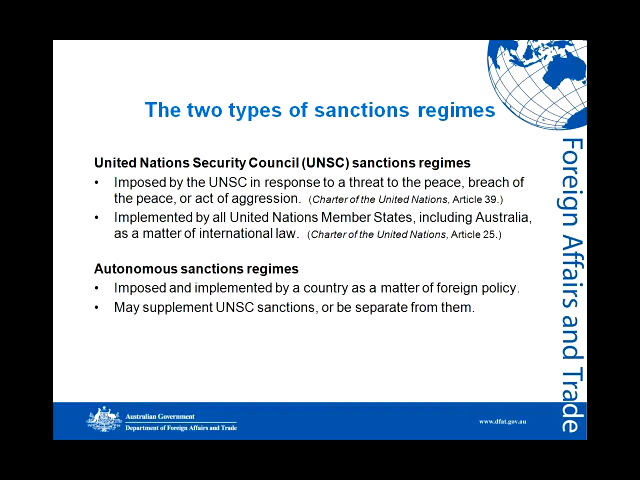 The two types of sanctions regimes
United Nations Security Council (UNSC) sanctions regimes
• Imposed by the UNSC in response to a threat to the peace, breach of
the peace, or act of aggression. (Charter of the United Nations, Article 39.)
• Implemented by all United Nations Member States, including Australia,
as a matter of international law. (Charter of the United Nations, Article 25.)
Autonomous sanctions regimes
• Imposed and implemented by a country as a matter of foreign policy.
• May supplement UNSC sanctions, or be separate from them.
Foreign Affairs and Trade
Australian Government
Department of Foreign Affairs and Trade
www.dfat.gov.au